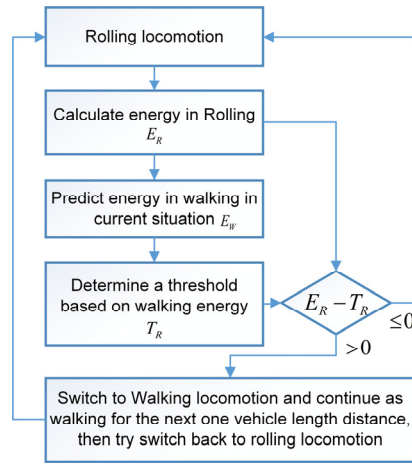 Rolling locomotion
Calculate energy in Rolling
E_R
Predict energy in walking in
current situation E_W
Determine a threshold
based on walking energy
T_R
E_R − T_R
≤0
>0
Switch to Walking locomotion and continue as
walking for the next one vehicle length distance,
then try switch back to rolling locomotion